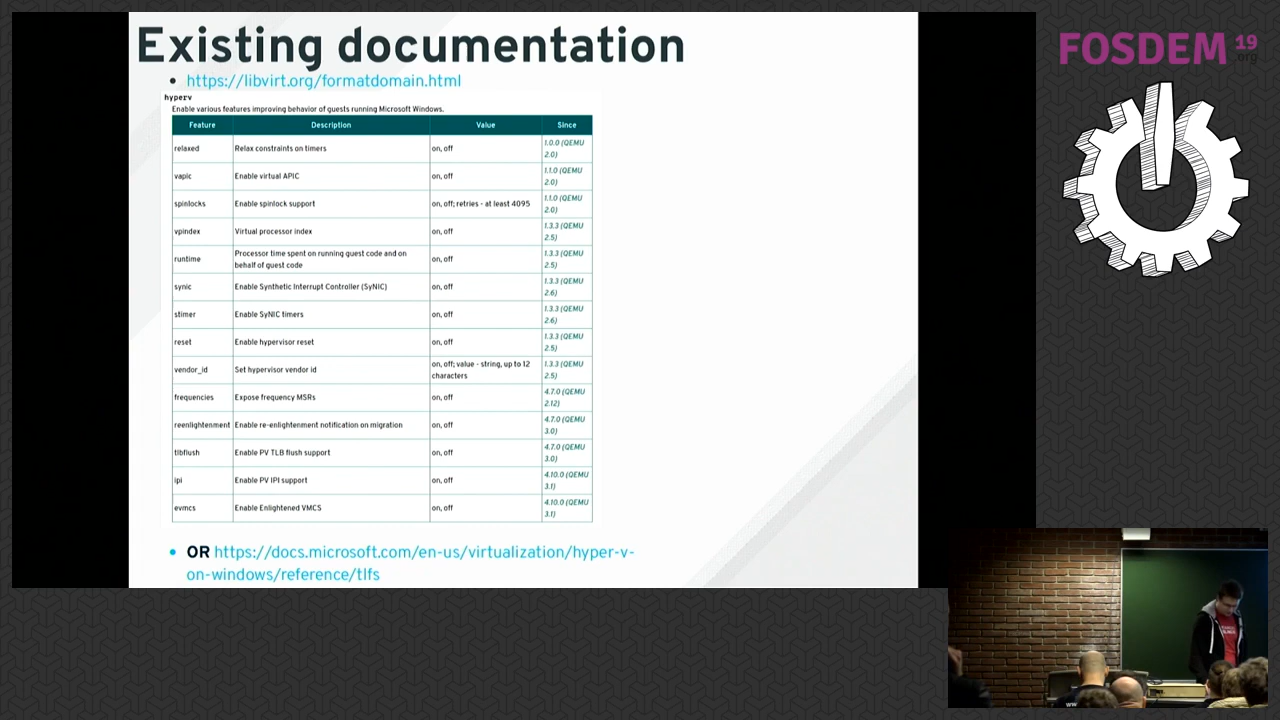 Existing documentation
https://libvirt.org/formatdomain.html
hyperv
Enable various features improving behavior of guests running Microsoft Windows.
Feature Description Value Since
relaxed Relax constraints on timers on, off 1.0.0 (QEMU 2.0)
vapic Enable virtual APIC on, off 1.1.0 (QEMU 2.0)
spinlocks Enable spinlock support on, off; retries - at least 4095 1.1.0 (QEMU 2.0)
vpindex Virtual processor index on, off 1.3.3 (QEMU 2.5)
runtime Processor time spent on running guest code and on behalf of guest code on, off 1.3.3 (QEMU 2.5)
synic Enable Synthetic Interrupt Controller (SyNIC) on, off 1.3.3 (QEMU 2.6)
stimer Enable SyNIC timers on, off 1.3.3 (QEMU 2.6)
reset Enable hypervisor reset on, off 1.3.3 (QEMU 2.5)
vendor_id Set hypervisor vendor id on, off; value - string, up to 12 characters 1.3.3 (QEMU 2.5)
frequencies Expose frequency MSRs on, off 4.7.0 (QEMU 2.12)
reenlightenment Enable re-enlightenment notification on migration on, off 4.7.0 (QEMU 3.0)
tlbflush Enable PV TLB flush support on, off 4.7.0 (QEMU 3.0)
ipi Enable PV IPI support on, off 4.10.0 (QEMU 3.1)
evmcs Enable Enlightened VMCS on, off 4.10.0 (QEMU 3.1)
OR https://docs.microsoft.com/en-us/virtualization/hyper-v-
on-windows/reference/tlfs
FOSDEM 19
.org